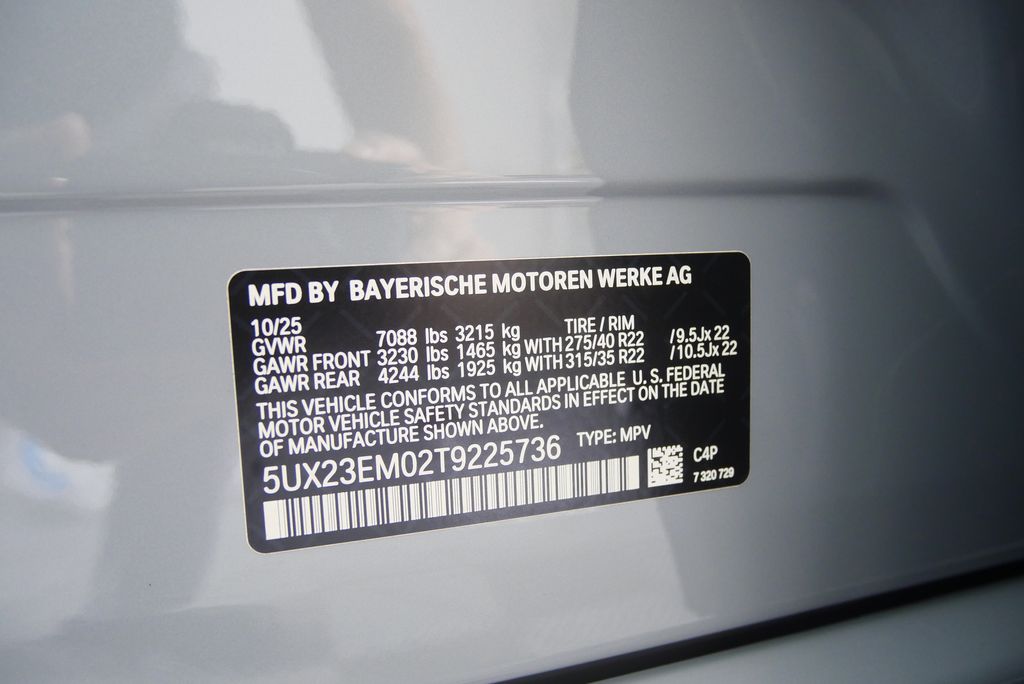 MFD BY BAYERISCHE MOTOREN WERKE AG
10/25 TIRE / RIM
GVWR 7088 lbs 3215 kg
GAWR FRONT 3230 lbs 1465 kg WITH 275/40 R22 /9.5Jx 22
GAWR REAR 4244 lbs 1925 kg WITH 315/35 R22 /10.5Jx 22
THIS VEHICLE CONFORMS TO ALL APPLICABLE U. S. FEDERAL
MOTOR VEHICLE SAFETY STANDARDS IN EFFECT ON THE DATE
OF MANUFACTURE SHOWN ABOVE.
5UX23EM02T9225736 TYPE: MPV
C4P
7 320 729